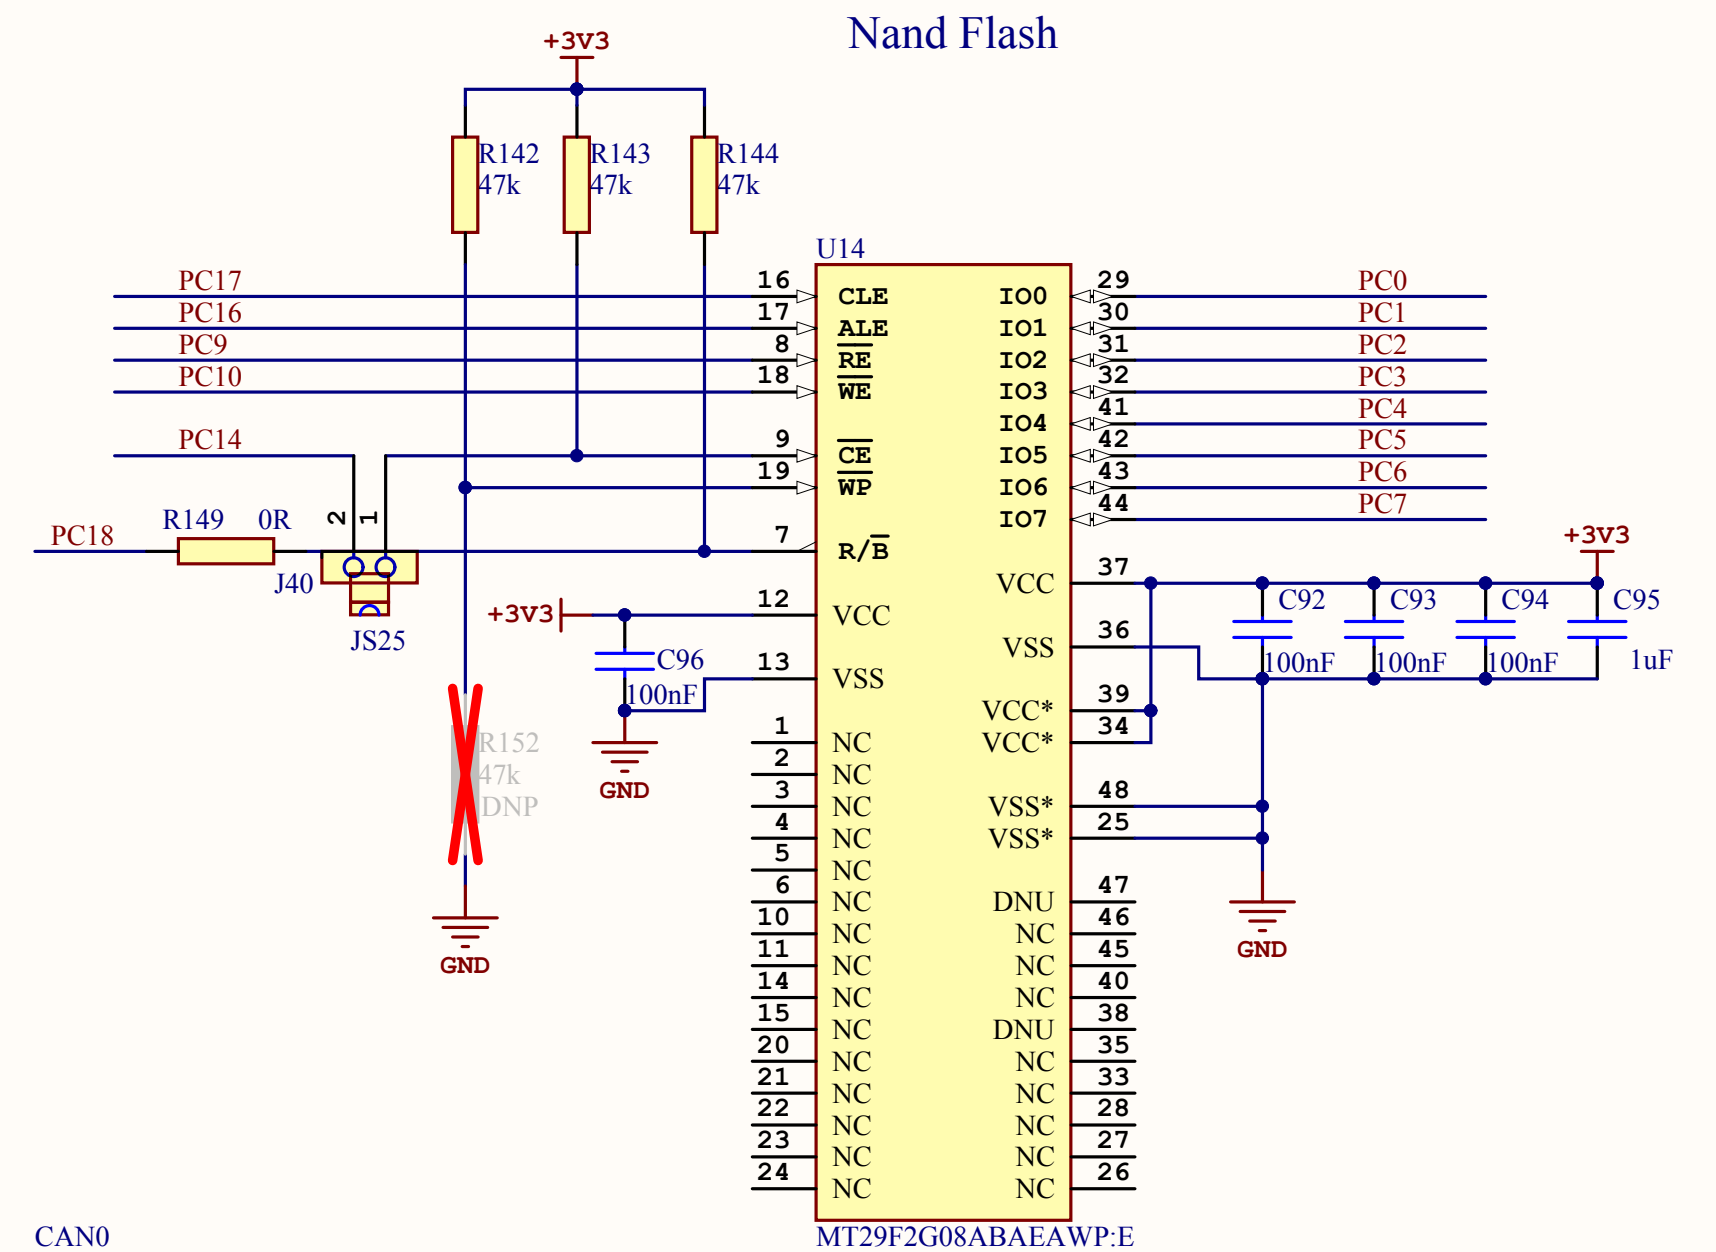 Nand Flash
+3V3
R142
47k
R143
47k
R144
47k
U14
PC17
16
CLE
IO0
29
PC0
PC16
17
ALE
IO1
30
PC1
PC9
8
RE
IO2
31
PC2
PC10
18
WE
IO3
32
PC3
IO4
41
PC4
PC14
9
CE
IO5
42
PC5
19
WP
IO6
43
PC6
IO7
44
PC7
PC18
R149 0R
2
1
7
R/B
J40
JS25
+3V3
12
VCC
13
VSS
C96
100nF
GND
VCC
37
+3V3
C92
100nF
C93
100nF
C94
100nF
C95
1uF
VSS
36
VCC*
39
VCC*
34
VSS*
48
VSS*
25
GND
R152
47k
DNP
GND
1
NC
2
NC
3
NC
4
NC
5
NC
6
NC
10
NC
11
NC
14
NC
15
NC
20
NC
21
NC
22
NC
23
NC
24
NC
DNU
47
NC
46
NC
45
NC
40
DNU
38
NC
35
NC
33
NC
28
NC
27
NC
26
CAN0
MT29F2G08ABAEAWP:E